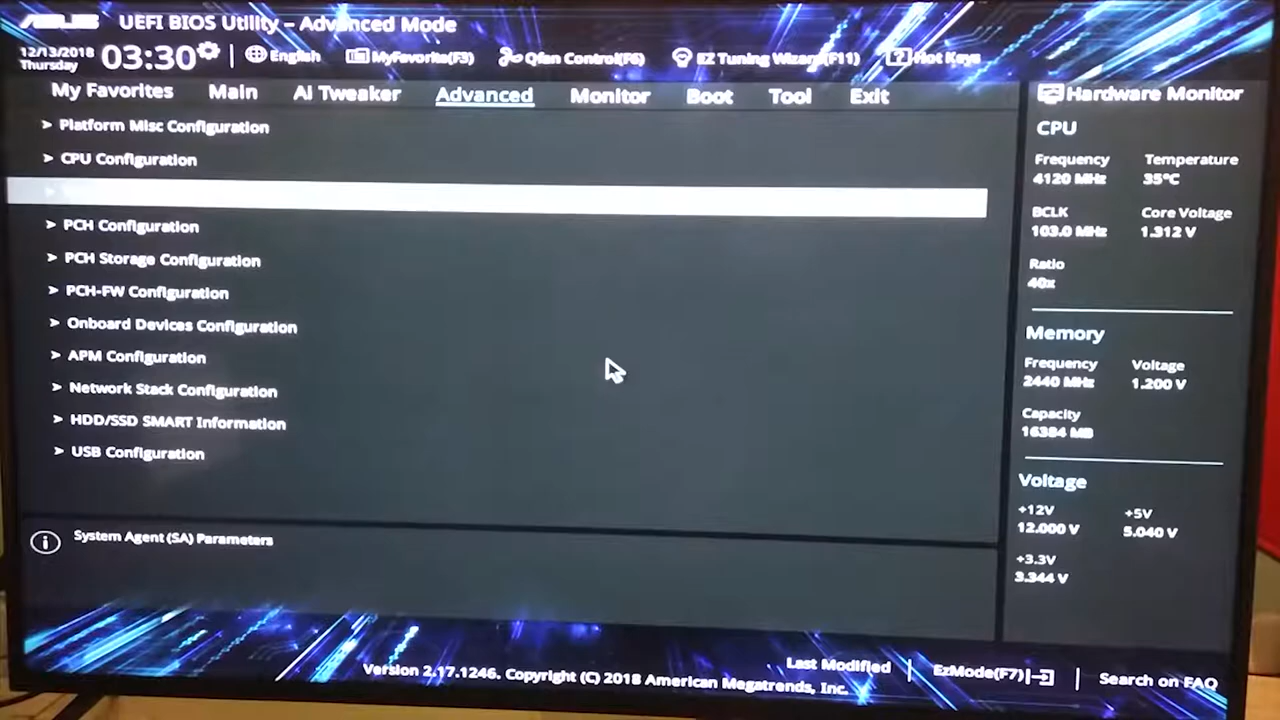 ASUS UEFI BIOS Utility – Advanced Mode
12/13/2018 Thursday 03:30 English MyFavorite(F3) Qfan Control(F6) EZ Tuning Wizard(F11) ? Hot Keys
My Favorites Main Ai Tweaker Advanced Monitor Boot Tool Exit
> Platform Misc Configuration
> CPU Configuration
> PCH Configuration
> PCH Storage Configuration
> PCH-FW Configuration
> Onboard Devices Configuration
> APM Configuration
> Network Stack Configuration
> HDD/SSD SMART Information
> USB Configuration
i System Agent (SA) Parameters
Hardware Monitor
CPU
Frequency Temperature
4120 MHz 35°C
BCLK Core Voltage
103.0 MHz 1.312 V
Ratio
40x
Memory
Frequency Voltage
2440 MHz 1.200 V
Capacity
16384 MB
Voltage
+12V +5V
12.000 V 5.040 V
+3.3V
3.344 V
Last Modified | EzMode(F7) | Search on FAQ
Version 2.17.1246. Copyright (C) 2018 American Megatrends, Inc.